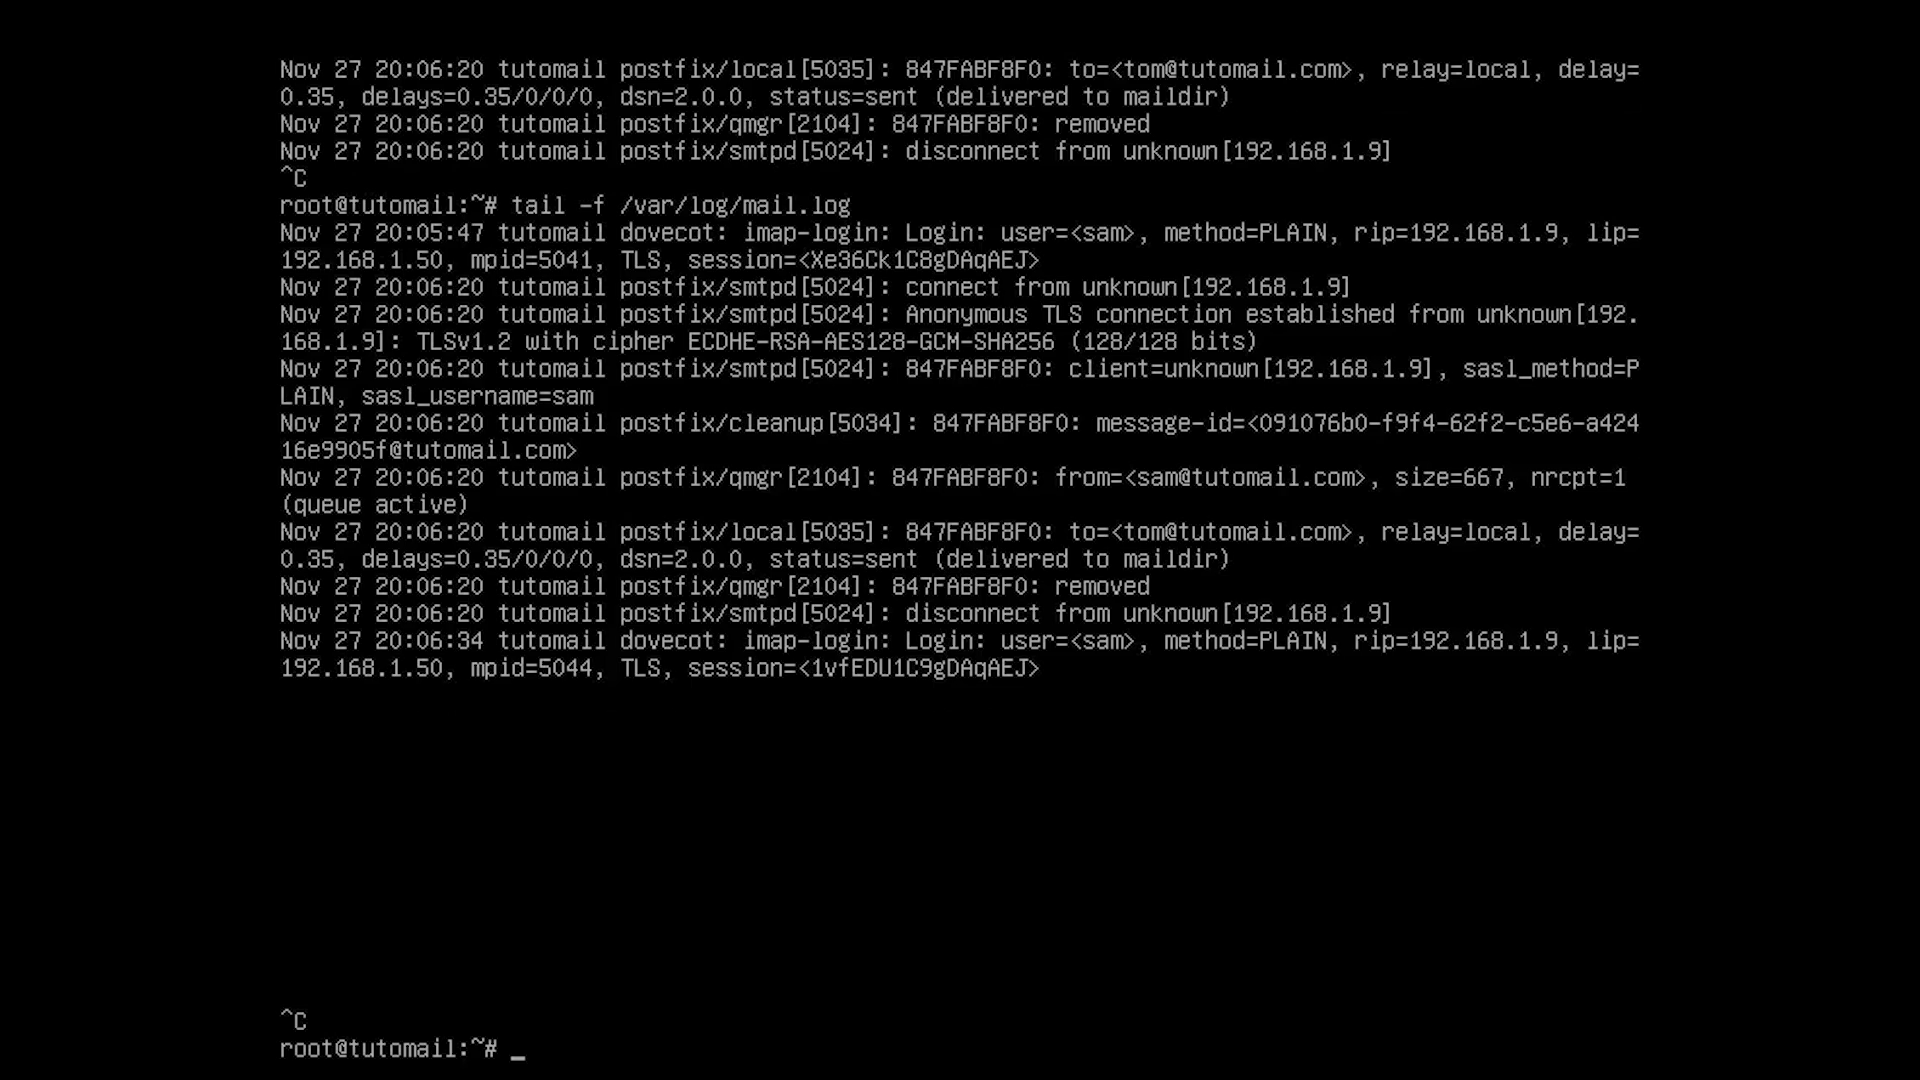 Nov 27 20:06:20 tutomail postfix/local[5035]: 847FABF8F0: to=<tom@tutomail.com>, relay=local, delay=
0.35, delays=0.35/0/0/0, dsn=2.0.0, status=sent (delivered to maildir)
Nov 27 20:06:20 tutomail postfix/qmgr[2104]: 847FABF8F0: removed
Nov 27 20:06:20 tutomail postfix/smtpd[5024]: disconnect from unknown[192.168.1.9]
^C
root@tutomail:~# tail -f /var/log/mail.log
Nov 27 20:05:47 tutomail dovecot: imap-login: Login: user=<sam>, method=PLAIN, rip=192.168.1.9, lip=
192.168.1.50, mpid=5041, TLS, session=<Xe36Ck1C8gDAqAEJ>
Nov 27 20:06:20 tutomail postfix/smtpd[5024]: connect from unknown[192.168.1.9]
Nov 27 20:06:20 tutomail postfix/smtpd[5024]: Anonymous TLS connection established from unknown[192.
168.1.9]: TLSv1.2 with cipher ECDHE-RSA-AES128-GCM-SHA256 (128/128 bits)
Nov 27 20:06:20 tutomail postfix/smtpd[5024]: 847FABF8F0: client=unknown[192.168.1.9], sasl_method=P
LAIN, sasl_username=sam
Nov 27 20:06:20 tutomail postfix/cleanup[5034]: 847FABF8F0: message-id=<091076b0-f9f4-62f2-c5e6-a424
16e9905f@tutomail.com>
Nov 27 20:06:20 tutomail postfix/qmgr[2104]: 847FABF8F0: from=<sam@tutomail.com>, size=667, nrcpt=1
(queue active)
Nov 27 20:06:20 tutomail postfix/local[5035]: 847FABF8F0: to=<tom@tutomail.com>, relay=local, delay=
0.35, delays=0.35/0/0/0, dsn=2.0.0, status=sent (delivered to maildir)
Nov 27 20:06:20 tutomail postfix/qmgr[2104]: 847FABF8F0: removed
Nov 27 20:06:20 tutomail postfix/smtpd[5024]: disconnect from unknown[192.168.1.9]
Nov 27 20:06:34 tutomail dovecot: imap-login: Login: user=<sam>, method=PLAIN, rip=192.168.1.9, lip=
192.168.1.50, mpid=5044, TLS, session=<1vfEDU1C9gDAqAEJ>
^C
root@tutomail:~# _